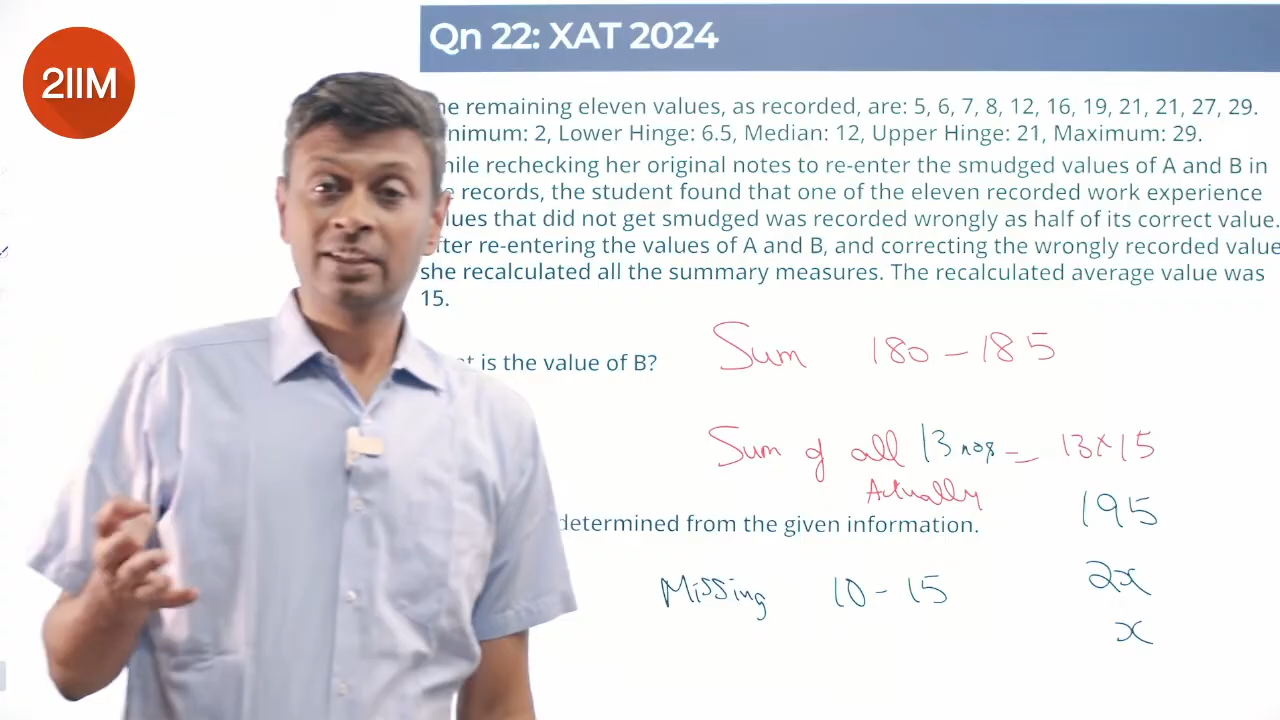 2IIM
Qn 22: XAT 2024
remaining eleven values, as recorded, are: 5, 6, 7, 8, 12, 16, 19, 21, 21, 27, 29.
nimum: 2, Lower Hinge: 6.5, Median: 12, Upper Hinge: 21, Maximum: 29.
hile rechecking her original notes to re-enter the smudged values of A and B in
records, the student found that one of the eleven recorded work experience
lues that did not get smudged was recorded wrongly as half of its correct value.
fter re-entering the values of A and B, and correcting the wrongly recorded value
she recalculated all the summary measures. The recalculated average value was
15.
Sum 180 - 185
is the value of B?
Sum of all 13 nos = 13 x 15
Actually
195
determined from the given information.
2x
Missing 10 - 15
x